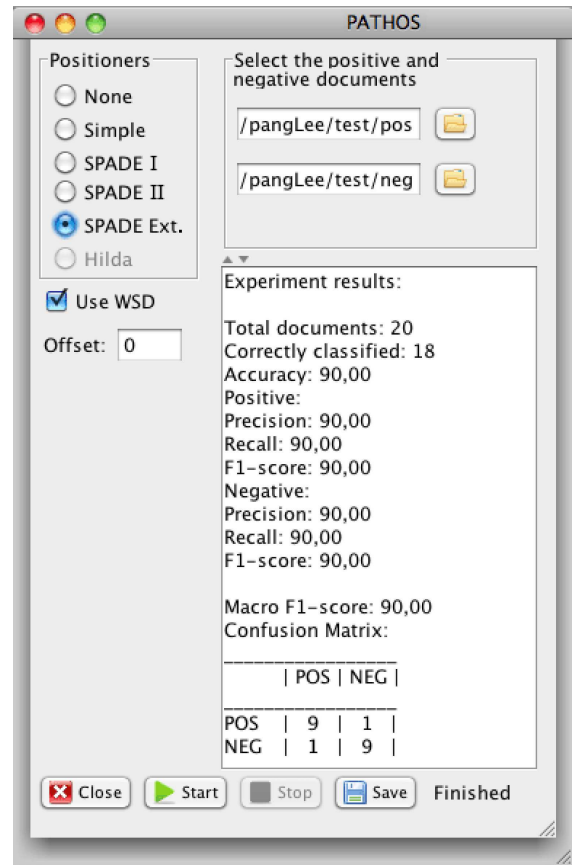 PATHOS
Positioners
None
Simple
SPADE I
SPADE II
SPADE Ext.
Hilda
Use WSD
Offset: 0
Select the positive and
negative documents
/pangLee/test/pos
/pangLee/test/neg
Experiment results:
Total documents: 20
Correctly classified: 18
Accuracy: 90,00
Positive:
Precision: 90,00
Recall: 90,00
F1-score: 90,00
Negative:
Precision: 90,00
Recall: 90,00
F1-score: 90,00
Macro F1-score: 90,00
Confusion Matrix:
__________________
| POS | NEG |
__________________
POS | 9 | 1 |
NEG | 1 | 9 |
Close Start Stop Save Finished